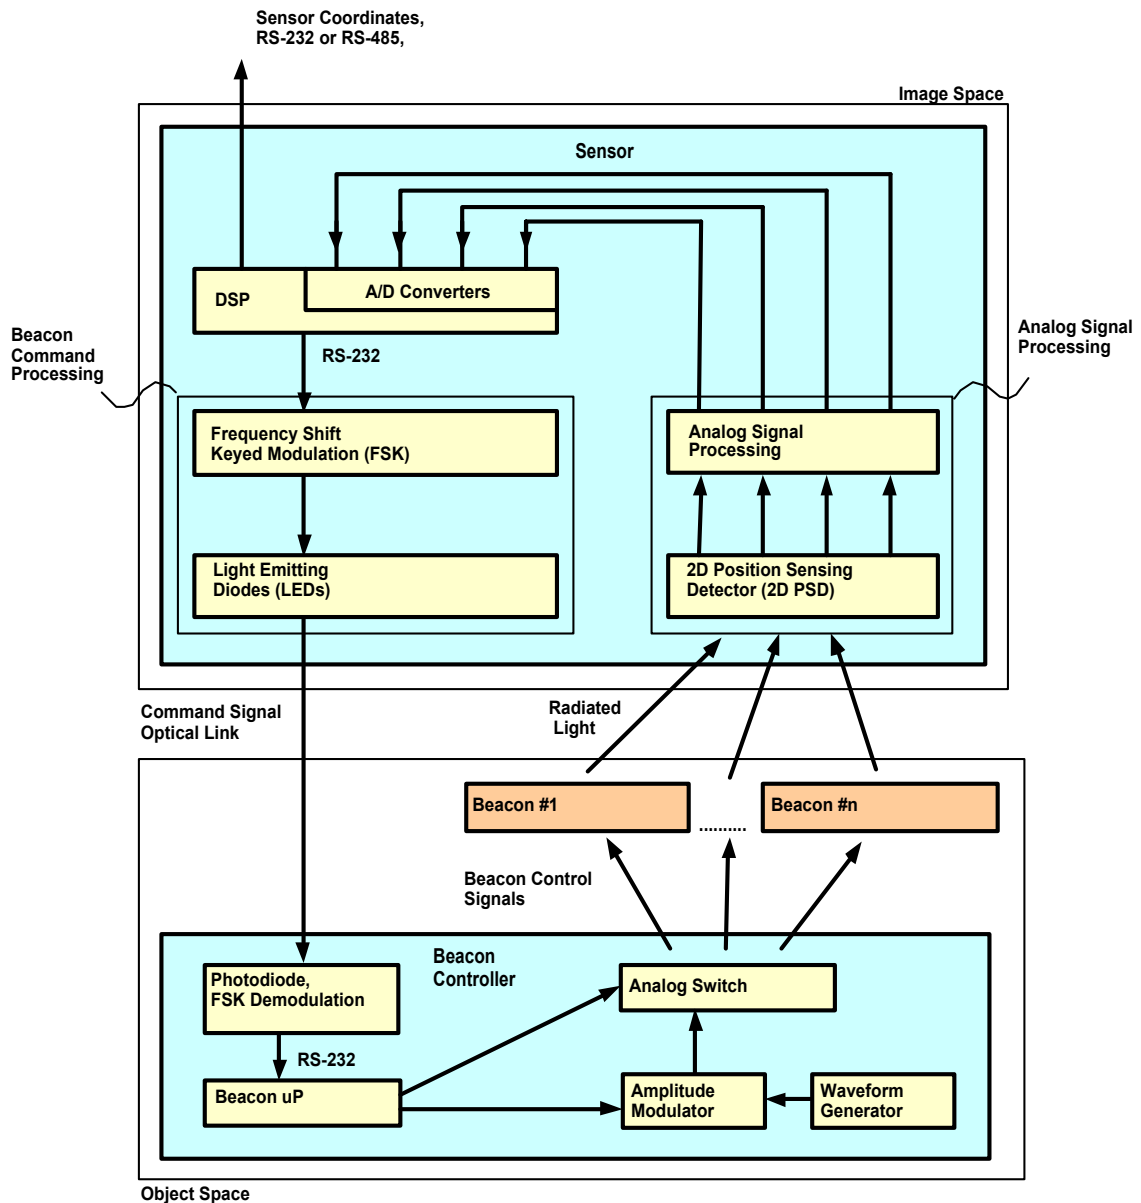 Sensor Coordinates,
RS-232 or RS-485,
Image Space
Sensor
DSP
A/D Converters
Beacon
Command
Processing
RS-232
Analog Signal
Processing
Frequency Shift
Keyed Modulation (FSK)
Analog Signal
Processing
Light Emitting
Diodes (LEDs)
2D Position Sensing
Detector (2D PSD)
Command Signal
Optical Link
Radiated
Light
Beacon #1
..........
Beacon #n
Beacon Control
Signals
Beacon
Controller
Photodiode,
FSK Demodulation
Analog Switch
RS-232
Beacon uP
Amplitude
Modulator
Waveform
Generator
Object Space